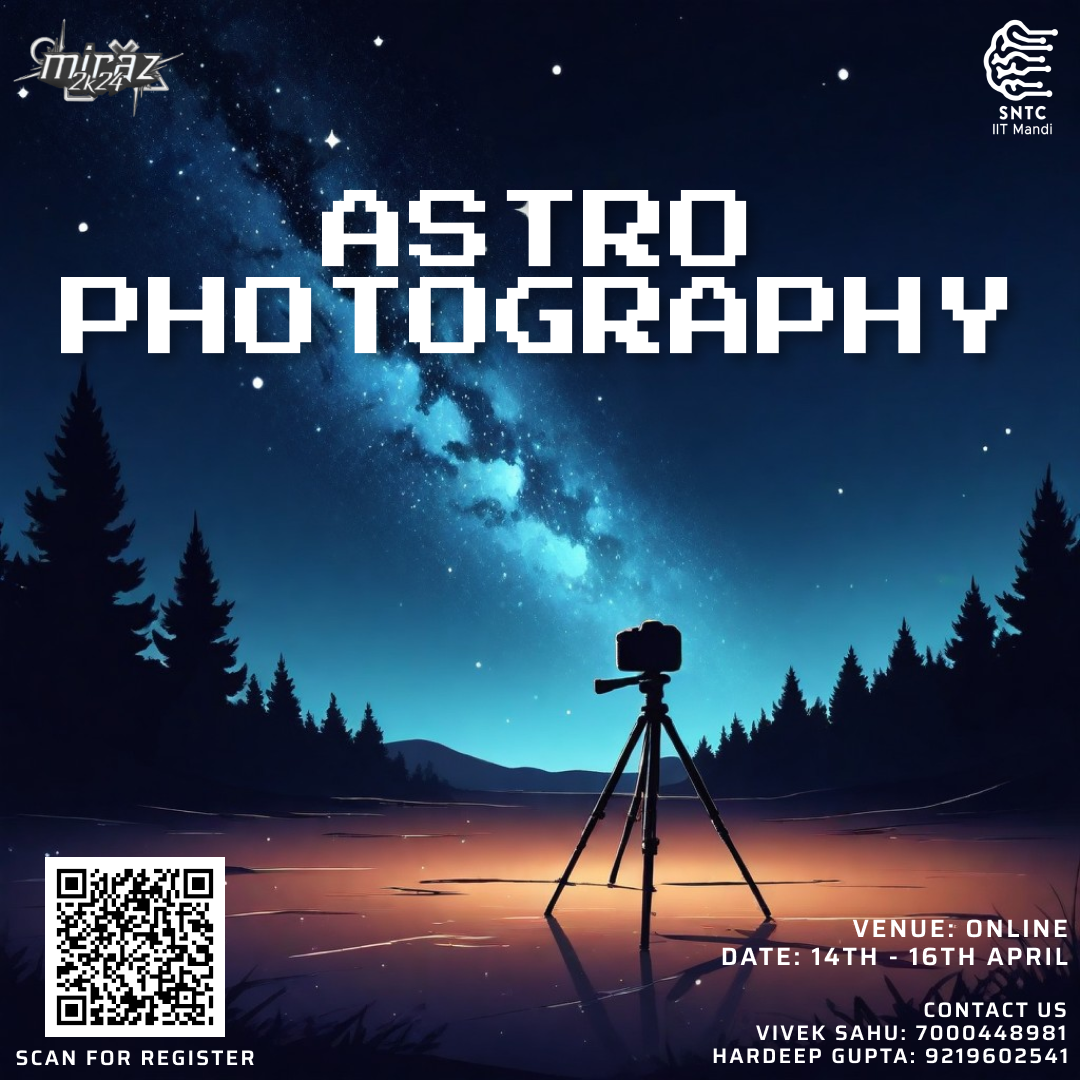 miraz
2k24
SNTC
IIT Mandi
ASTRO
PHOTOGRAPHY
VENUE: ONLINE
DATE: 14TH - 16TH APRIL
CONTACT US
VIVEK SAHU: 7000448981
HARDEEP GUPTA: 9219602541
SCAN FOR REGISTER